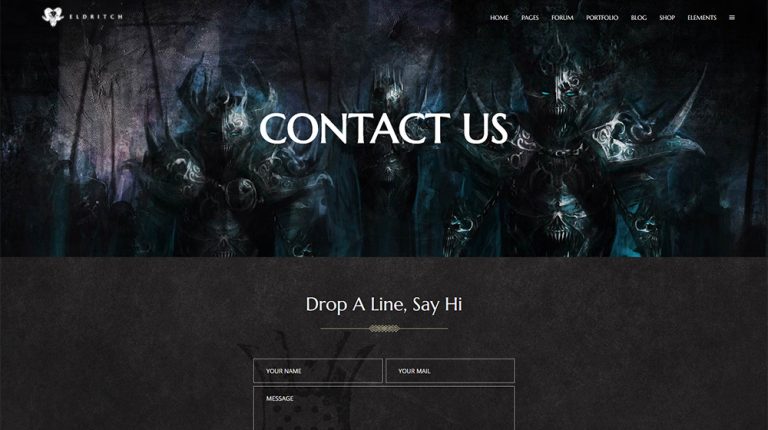 ELDRITCH
HOME PAGES FORUM PORTFOLIO BLOG SHOP ELEMENTS
CONTACT US
Drop A Line, Say Hi
YOUR NAME YOUR MAIL
MESSAGE